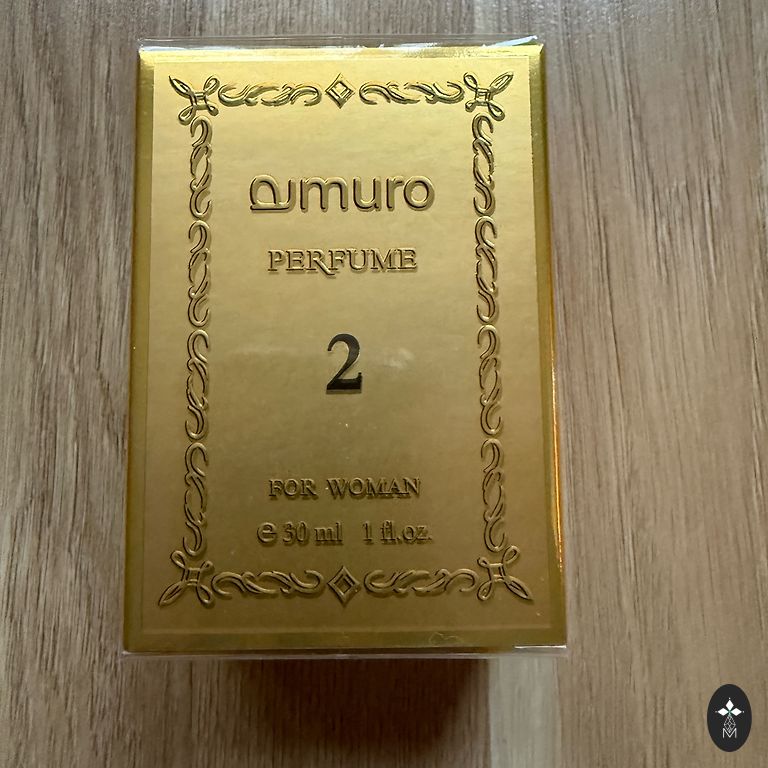 amuro
PERFUME
2
FOR WOMAN
℮ 30 ml 1 fl.oz.
M